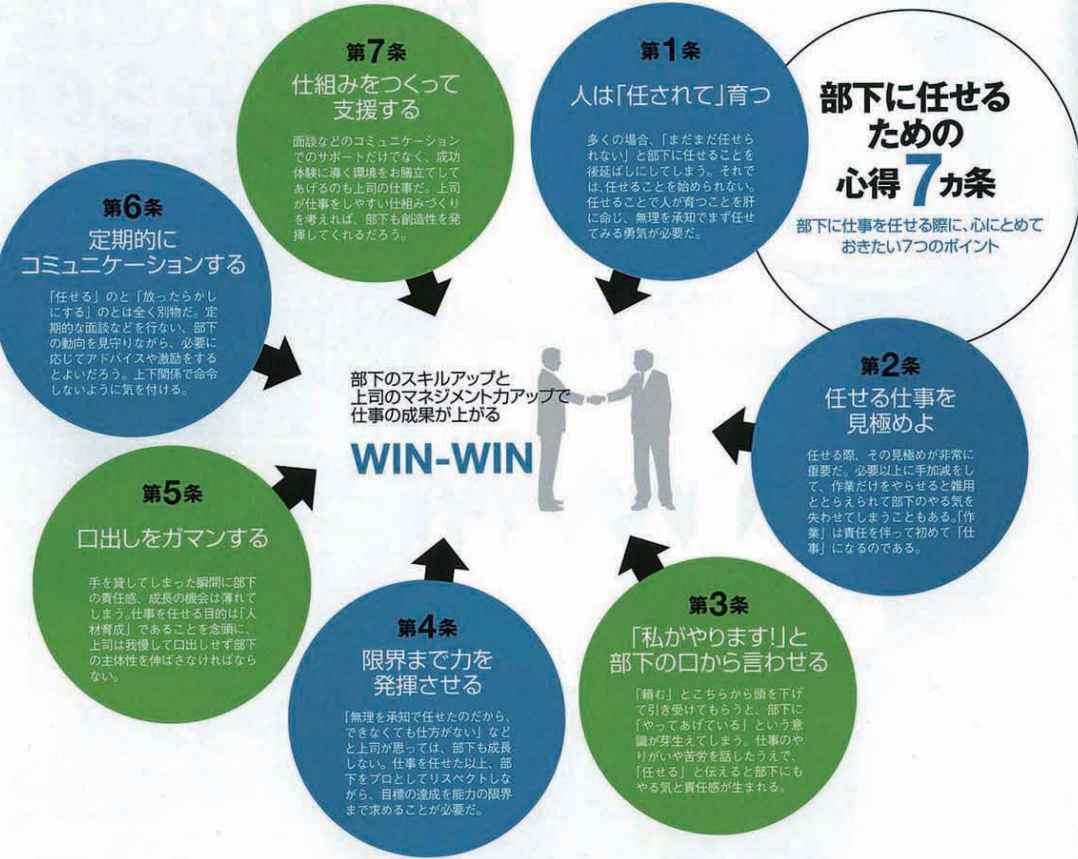 部下に任せる
ための
心得7ヵ条
部下に仕事を任せる際に、心にとめて
おきたい7つのポイント
第1条
人は「任されて」育つ
多くの場合、「まだまだ任せら
れない」と部下に任せることを
後延ばしにしてしまう。それで
は、任せることを始められない。
任せることで人が育つことを肝
に命じ、無理を承知でまず任せ
てみる勇気が必要だ。
第2条
任せる仕事を
見極めよ
任せる際、その見極めが非常に
重要だ。必要以上に手加減をし
て、作業だけをやらせると雑用
ととらえられて部下のやる気を
失わせてしまうこともある。「作
業」は責任を伴って初めて「仕
事」になるのである。
第3条
「私がやります!」と
部下の口から言わせる
「頼む」とこちらから頭を下げ
て引き受けてもらうと、部下に
「やってあげている」という意
識が芽生えてしまう。仕事のや
りがいや苦労を話したうえで、
「任せる」と伝えると部下にも
やる気と責任感が生まれる。
第4条
限界まで力を
発揮させる
「無理を承知で任せたのだから、
できなくても仕方がない」など
と上司が思っては、部下も成長
しない。仕事を任せた以上、部
下をプロとしてリスペクトしな
がら、目標の達成を能力の限界
まで求めることが必要だ。
第5条
口出しをガマンする
手を貸してしまった瞬間に部下
の責任感、成長の機会は薄れて
しまう。仕事を任せる目的は「人
材育成」であることを念頭に、
上司は我慢して口出しせず部下
の主体性を伸ばさなければなら
ない。
第6条
定期的に
コミュニケーションする
「任せる」のと「放ったらかし
にする」のとは全く別物だ。定
期的な面談などを行ない、部下
の動向を見守りながら、必要に
応じてアドバイスや激励をする
とよいだろう。上下関係で命令
しないように気を付ける。
第7条
仕組みをつくって
支援する
面談などのコミュニケーション
でのサポートだけでなく、成功
体験に導く環境をお膳立てして
あげるのも上司の仕事だ。上司
が仕事をしやすい仕組みづくり
を考えれば、部下も創造性を発
揮してくれるだろう。
部下のスキルアップと
上司のマネジメント力アップで
仕事の成果が上がる
WIN-WIN